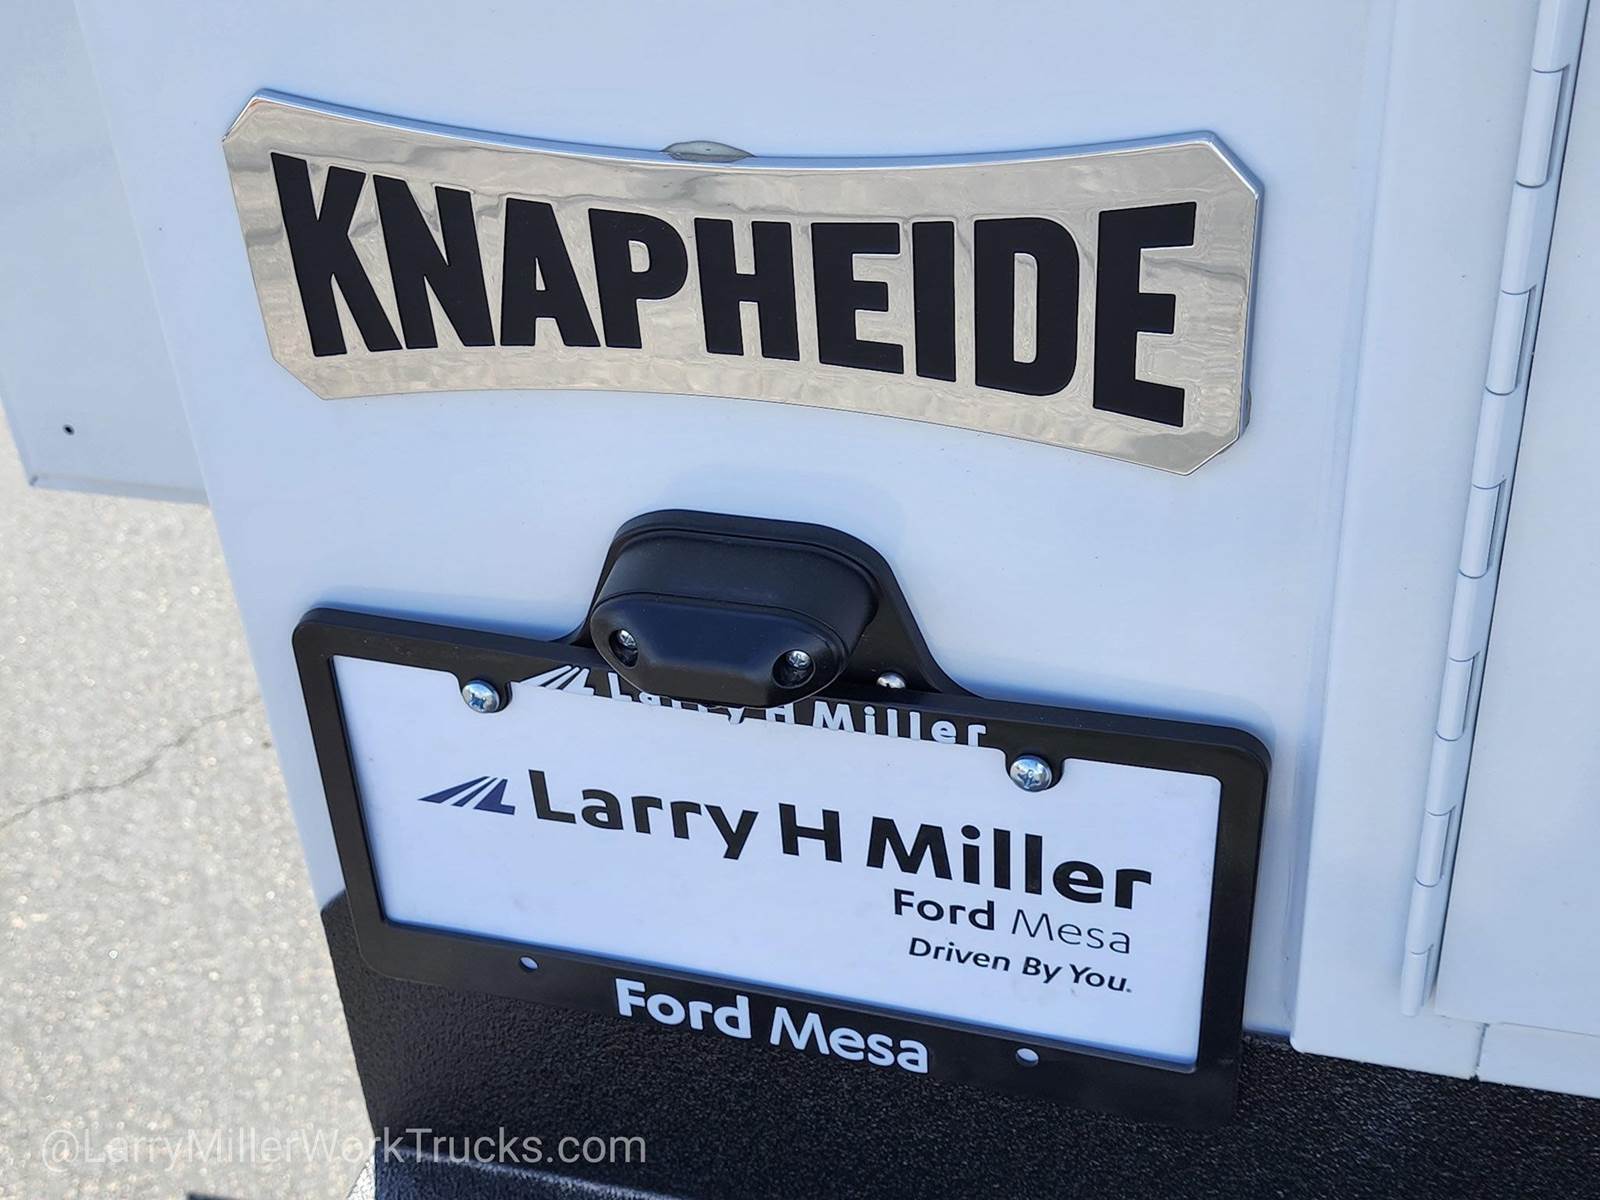 KNAPHEIDE
Larry H Miller
Larry H Miller
Ford Mesa
Driven By You.
Ford Mesa
@LarryMillerWorkTrucks.com